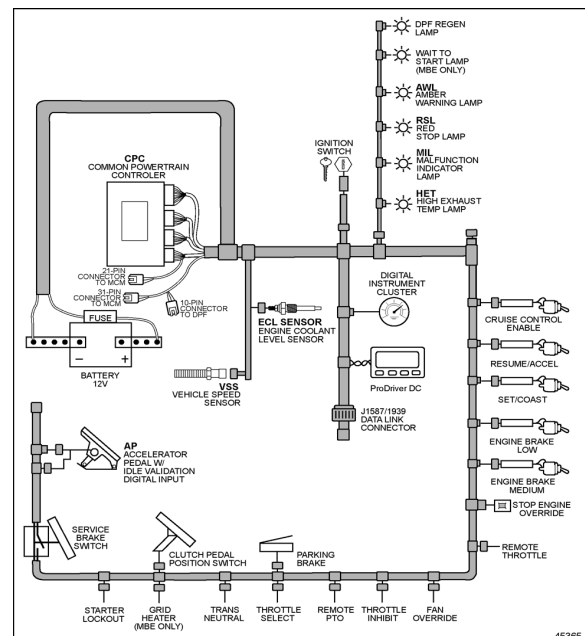 DPF REGEN
LAMP
WAIT TO
START LAMP
(MBE ONLY)
AWL
AMBER
WARNING LAMP
RSL
RED
STOP LAMP
MIL
MALFUNCTION
INDICATOR
LAMP
HET
HIGH EXHAUST
TEMP LAMP
IGNITION
SWITCH
CPC
COMMON POWERTRAIN
CONTROLER
21-PIN
CONNECTOR
TO MCM
31-PIN
CONNECTOR
TO MCM
10-PIN
CONNECTOR
TO DPF
FUSE
BATTERY
12V
ECL SENSOR
ENGINE COOLANT
LEVEL SENSOR
VSS
VEHICLE SPEED
SENSOR
DIGITAL
INSTRUMENT
CLUSTER
ProDriver DC
J1587/1939
DATA LINK
CONNECTOR
CRUISE CONTROL
ENABLE
RESUME/ACCEL
SET/COAST
ENGINE BRAKE
LOW
ENGINE BRAKE
MEDIUM
STOP ENGINE
OVERRIDE
REMOTE
THROTTLE
AP
ACCELERATOR
PEDAL W/
IDLE VALIDATION
DIGITAL INPUT
SERVICE
BRAKE
SWITCH
CLUTCH PEDAL
POSITION SWITCH
PARKING
BRAKE
STARTER
LOCKOUT
GRID
HEATER
(MBE ONLY)
TRANS
NEUTRAL
THROTTLE
SELECT
REMOTE
PTO
THROTTLE
INHIBIT
FAN
OVERRIDE
45365